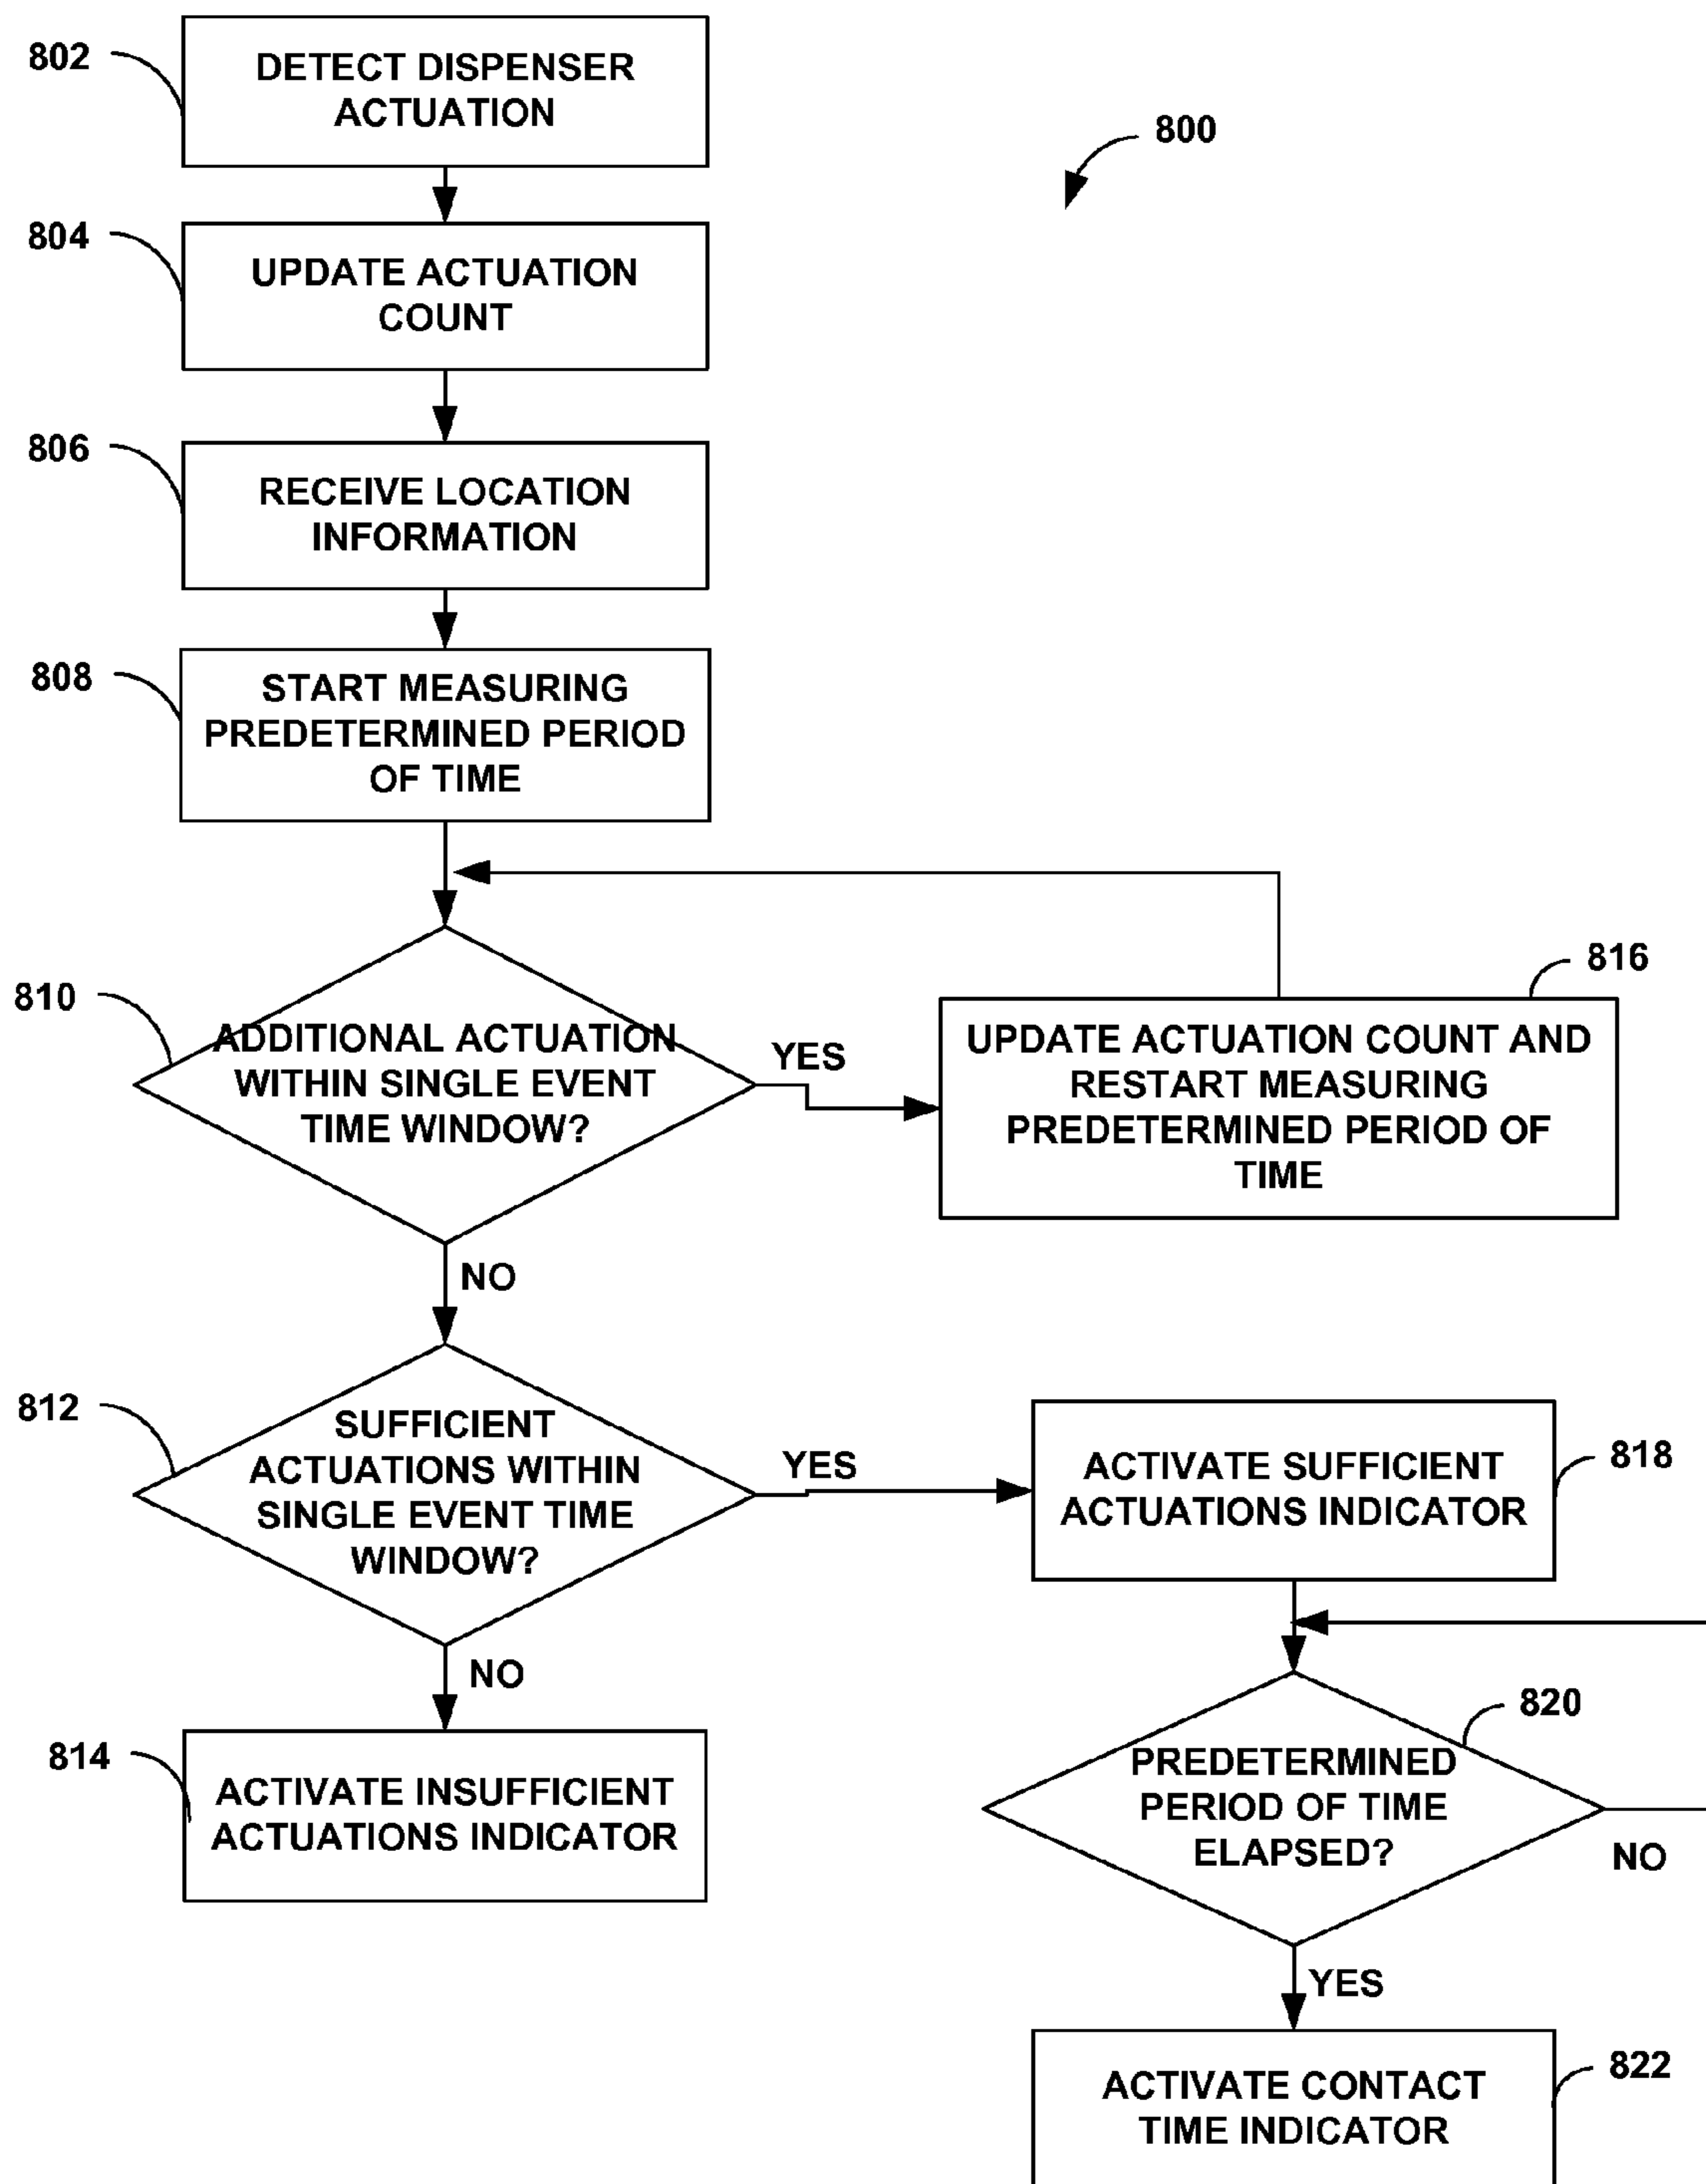 802
DETECT DISPENSER
ACTUATION
800
804
UPDATE ACTUATION
COUNT
806
RECEIVE LOCATION
INFORMATION
808
START MEASURING
PREDETERMINED PERIOD
OF TIME
810
ADDITIONAL ACTUATION
WITHIN SINGLE EVENT
TIME WINDOW?
YES
816
UPDATE ACTUATION COUNT AND
RESTART MEASURING
PREDETERMINED PERIOD OF
TIME
NO
812
SUFFICIENT
ACTUATIONS WITHIN
SINGLE EVENT TIME
WINDOW?
YES
ACTIVATE SUFFICIENT
ACTUATIONS INDICATOR
818
NO
814
ACTIVATE INSUFFICIENT
ACTUATIONS INDICATOR
820
PREDETERMINED
PERIOD OF TIME
ELAPSED?
NO
YES
ACTIVATE CONTACT
TIME INDICATOR
822